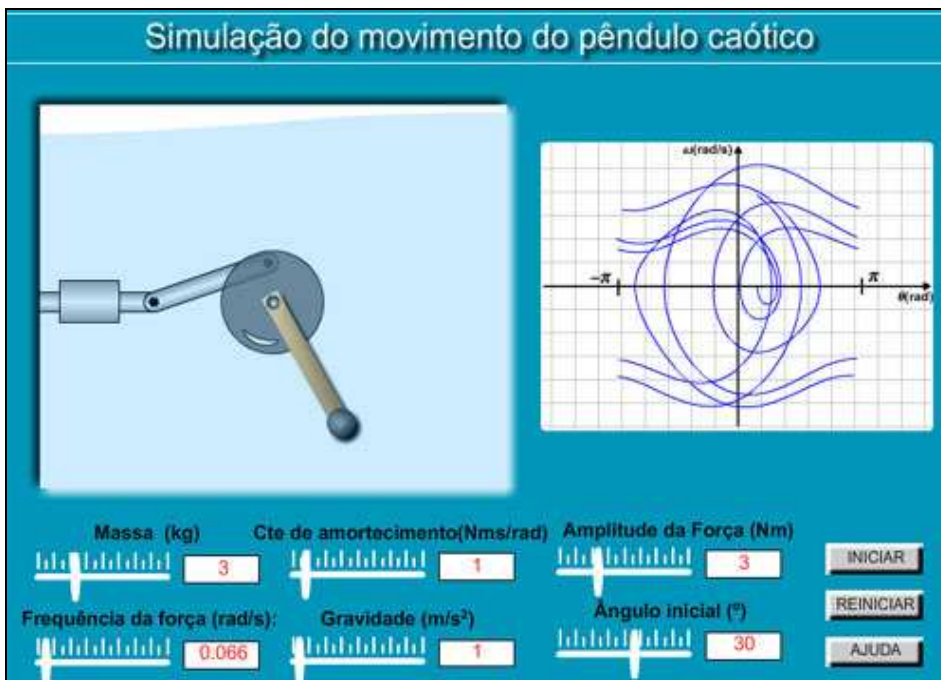 Simulação do movimento do pêndulo caótico
ω(rad/s)
-π
π
θ(rad)
Massa (kg)
3
Cte de amortecimento(Nms/rad)
1
Amplitude da Força (Nm)
3
INICIAR
Frequência da força (rad/s):
0.066
Gravidade (m/s²)
1
Ângulo inicial (º)
30
REINICIAR
AJUDA